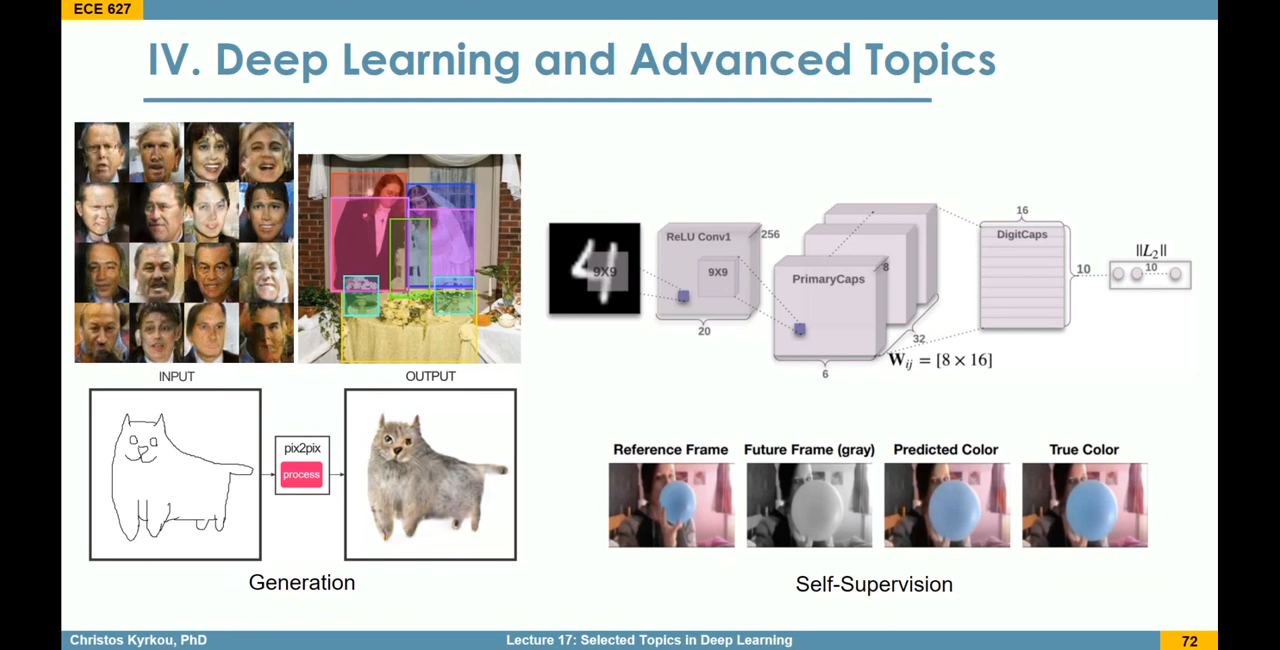 ECE 627
IV. Deep Learning and Advanced Topics
INPUT
OUTPUT
pix2pix
process
Generation
9X9
ReLU Conv1
256
9X9
20
PrimaryCaps
8
32
6
W_ij = [8 × 16]
16
DigitCaps
10
||L_2||
10
Reference Frame
Future Frame (gray)
Predicted Color
True Color
Self-Supervision
Christos Kyrkou, PhD
Lecture 17: Selected Topics in Deep Learning
72